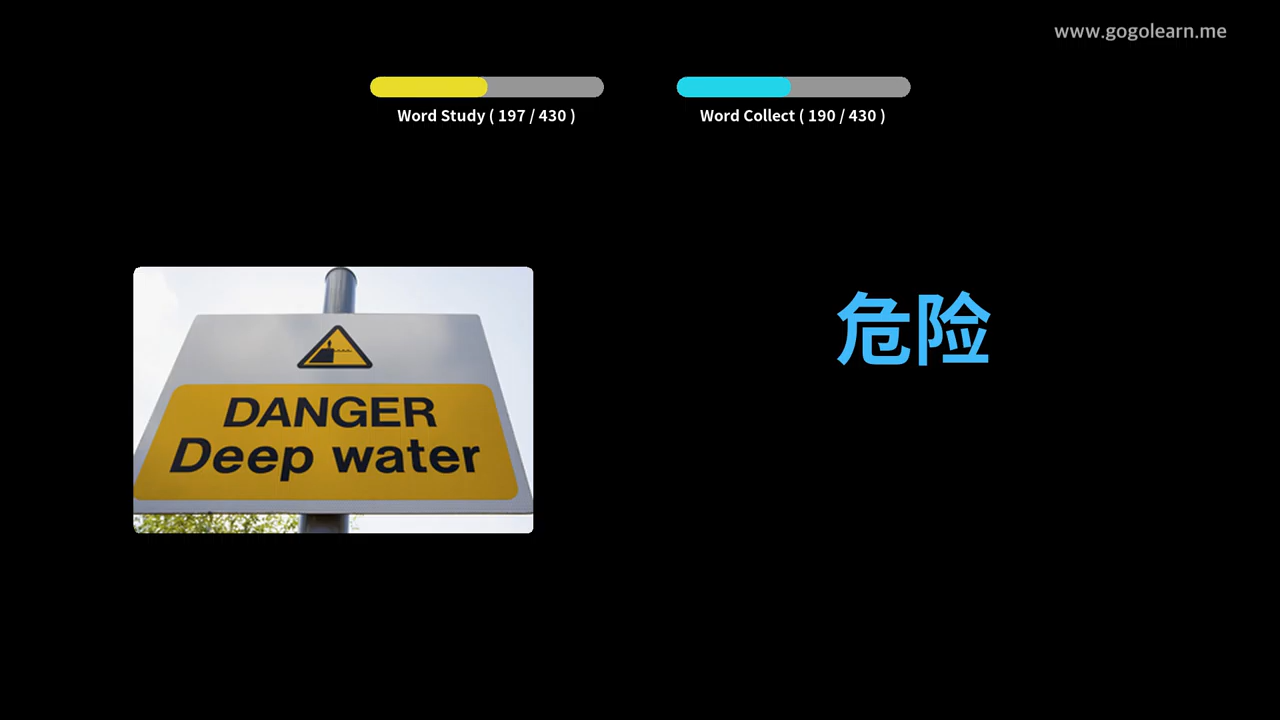 www.gogolearn.me
Word Study ( 197 / 430 )
Word Collect ( 190 / 430 )
DANGER
Deep water
危险